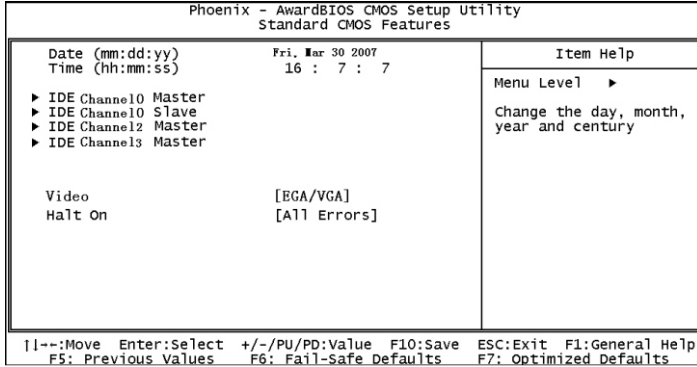 Phoenix - AwardBIOS CMOS Setup Utility
Standard CMOS Features
Date (mm:dd:yy) Fri, Mar 30 2007
Time (hh:mm:ss) 16 : 7 : 7
► IDE Channel0 Master
► IDE Channel0 Slave
► IDE Channel2 Master
► IDE Channel3 Master
Video [EGA/VGA]
Halt On [All Errors]
Item Help
Menu Level ►
Change the day, month,
year and century
↑↓→←:Move Enter:Select +/-/PU/PD:Value F10:Save ESC:Exit F1:General Help
F5: Previous Values F6: Fail-Safe Defaults F7: Optimized Defaults